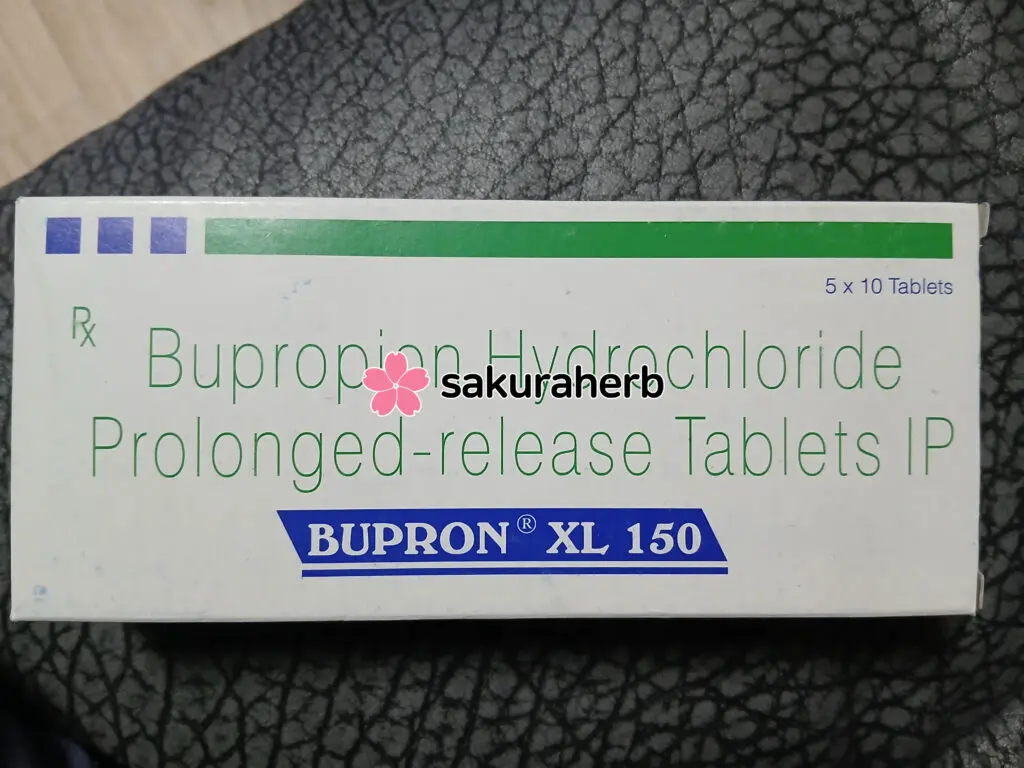 5 x 10 Tablets
Rx
Bupropion Hydrochloride
sakuraherb
Prolonged-release Tablets IP
BUPRON® XL 150